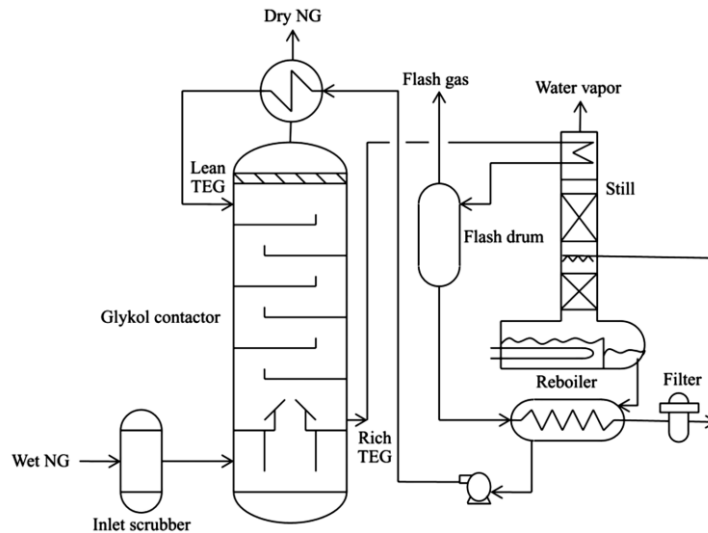 Dry NG
Flash gas
Water vapor
Lean
TEG
Still
Flash drum
Glykol contactor
Reboiler
Filter
Rich
TEG
Wet NG
Inlet scrubber